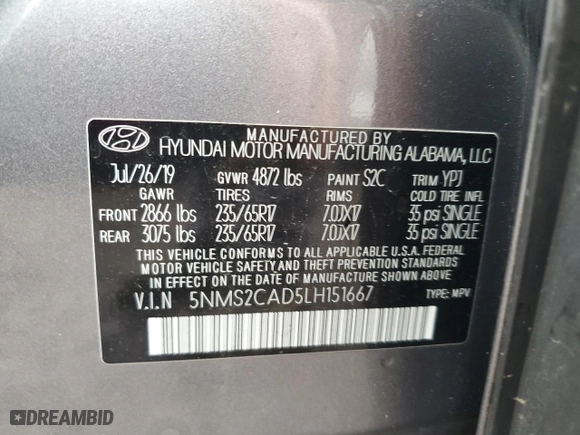 MANUFACTURED BY
HYUNDAI MOTOR MANUFACTURING ALABAMA, LLC
Jul/26/19 GVWR 4872 lbs PAINT S2C TRIM YPJ
GAWR TIRES RIMS COLD TIRE INFL
FRONT 2866 lbs 235/65R17 7.0JX17 35 psi SINGLE
REAR 3075 lbs 235/65R17 7.0JX17 35 psi SINGLE
THIS VEHICLE CONFORMS TO ALL APPLICABLE U.S.A. FEDERAL
MOTOR VEHICLE SAFETY AND THEFT PREVENTION STANDARDS
IN EFFECT ON THE DATE OF MANUFACTURE SHOWN ABOVE.
V.I.N 5NMS2CAD5LH151667 TYPE: MPV
DREAMBID